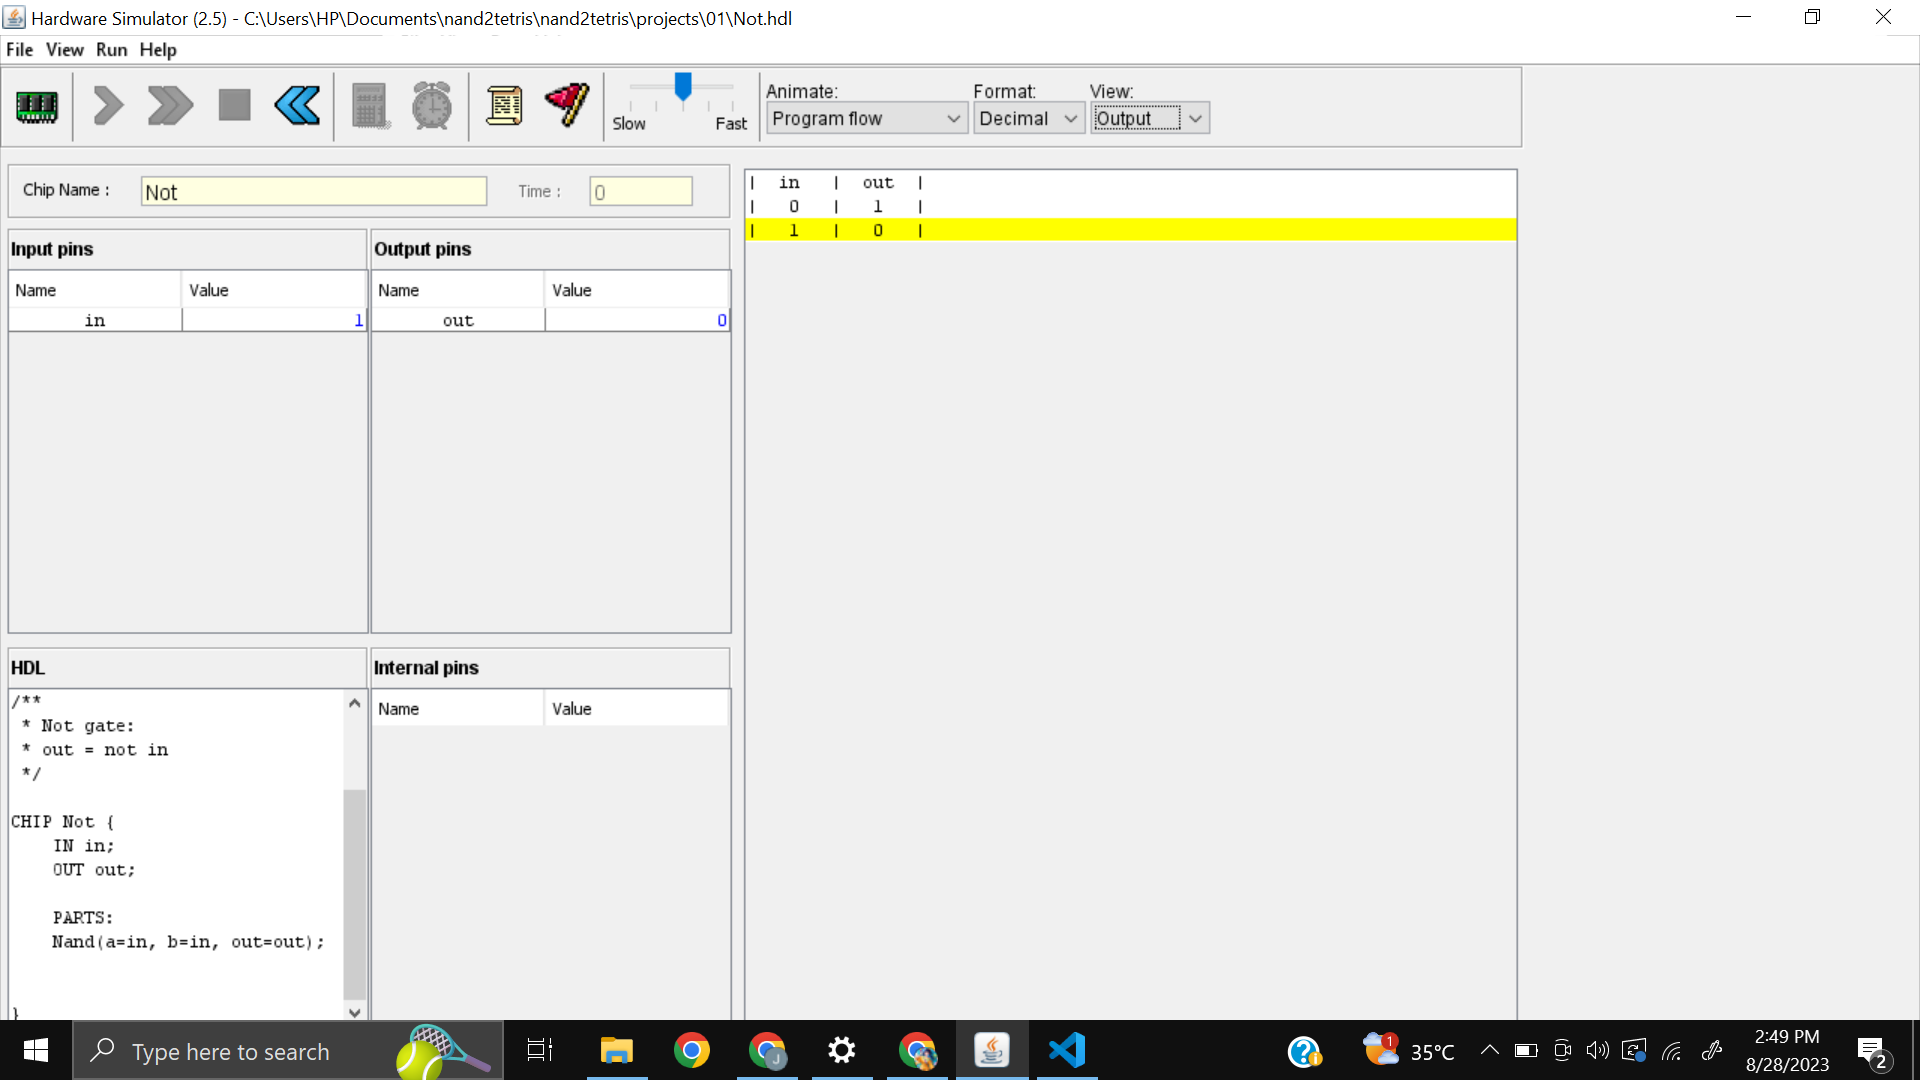 Hardware Simulator (2.5) - C:\Users\HP\Documents\nand2tetris\nand2tetris\projects\01\Not.hdl
File View Run Help
Slow Fast
Animate:
Program flow
Format:
Decimal
View:
Output
Chip Name : Not Time : 0
Input pins
Name Value
in 1
Output pins
Name Value
out 0
| in | out |
| 0 | 1 |
| 1 | 0 |
HDL
/**
* Not gate:
* out = not in
*/
CHIP Not {
IN in;
OUT out;
PARTS:
Nand(a=in, b=in, out=out);
}
Internal pins
Name Value
Type here to search
J
1
35°C
2:49 PM
8/28/2023
2